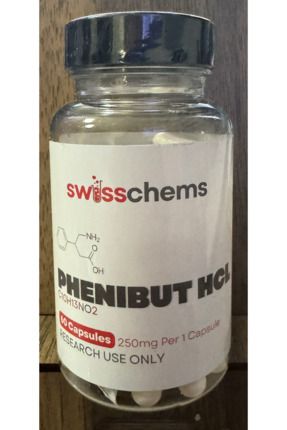 swisschems
NH₂
O
OH
PHENIBUT HCL
C10H13NO2
60 Capsules 250mg Per 1 Capsule
RESEARCH USE ONLY